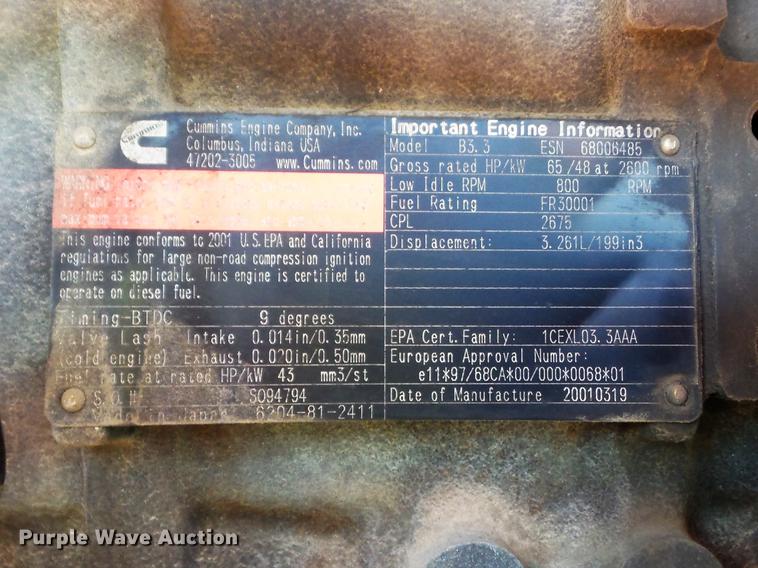 Cummins Engine Company, Inc.
Columbus, Indiana USA
47202-3005 www.Cummins.com
WARNING
This engine conforms to 2001 U.S.EPA and California
regulations for large non-road compression ignition
engines as applicable. This engine is certified to
operate on diesel fuel.
Timing-BTDC 9 degrees
Valve Lash Intake 0.014in/0.35mm
(cold engine) Exhaust 0.020in/0.50mm
Fuel rate at rated HP/kW 43 mm3/st
S.O.# SO94794
Made in Japan 6204-81-2411
Important Engine Information
Model B3.3 ESN 68006485
Gross rated HP/kW 65/48 at 2600 rpm
Low Idle RPM 800 RPM
Fuel Rating FR30001
CPL 2675
Displacement: 3.261L/199in3
EPA Cert.Family: 1CEXL03.3AAA
European Approval Number:
e11*97/68CA*00/000*0068*01
Date of Manufacture 20010319
Purple Wave Auction®